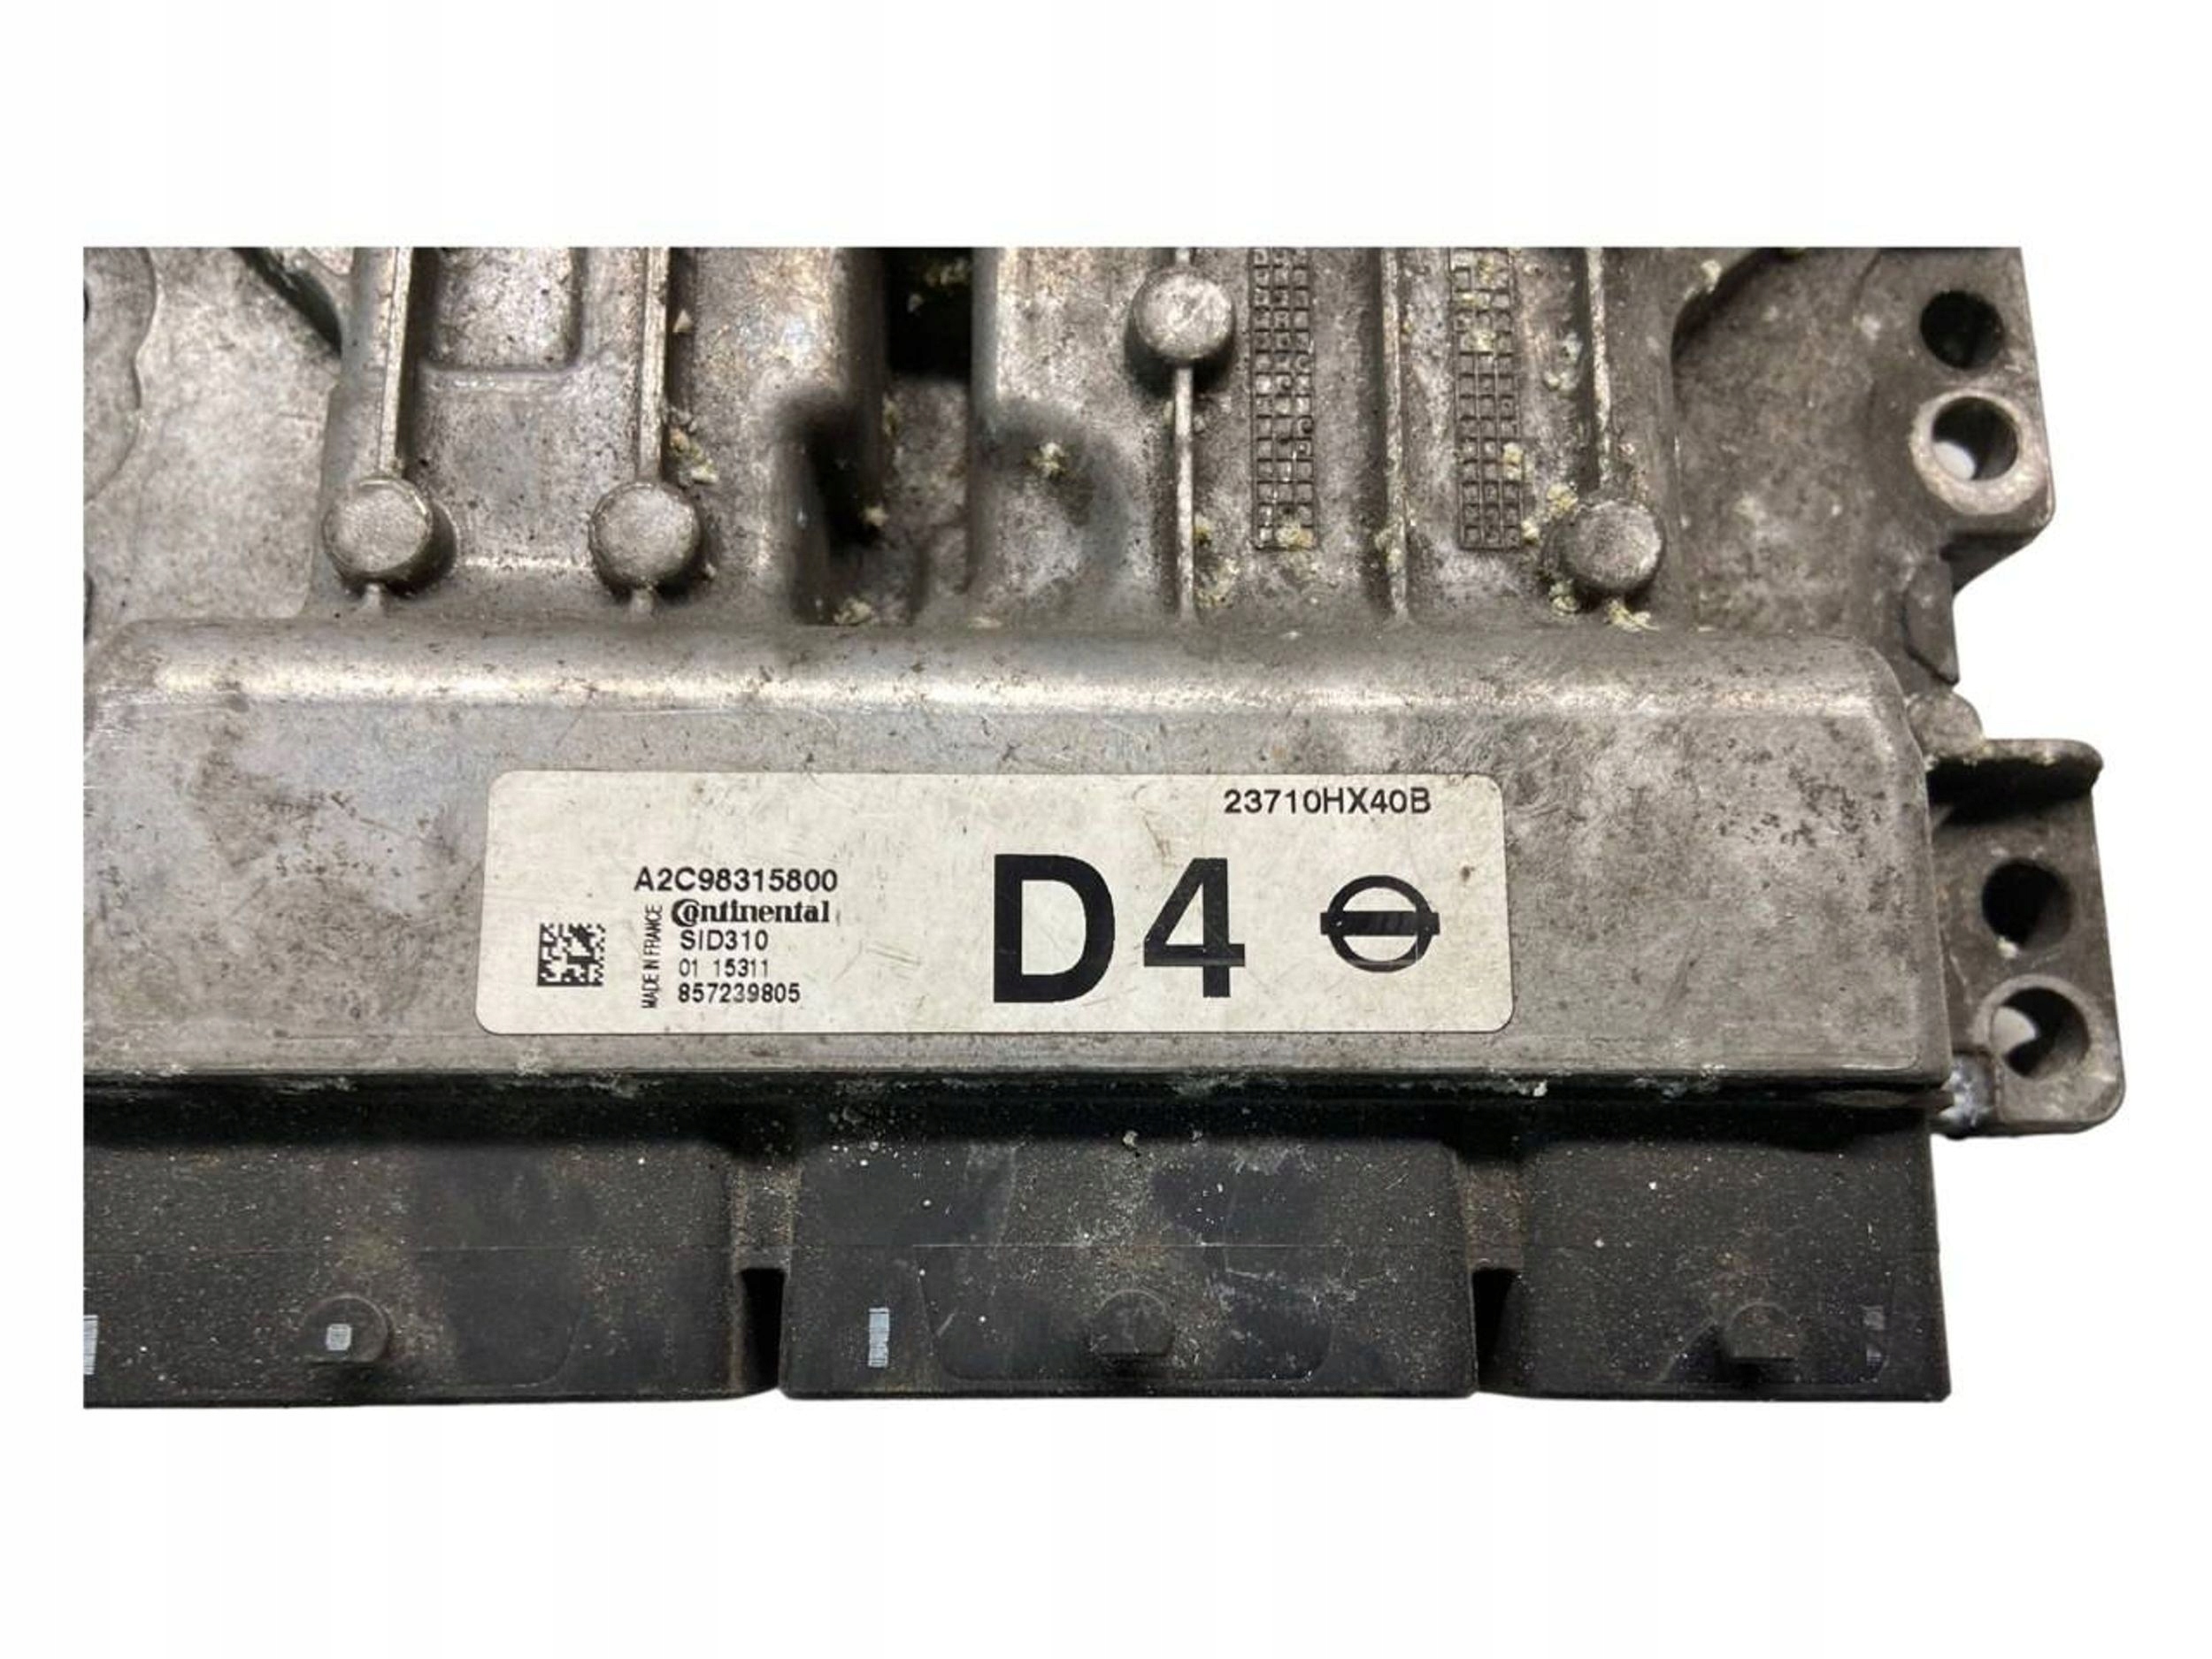 23710HX40B
A2C98315800
Continental
SID310
01 15311
857239805
MADE IN FRANCE
D4